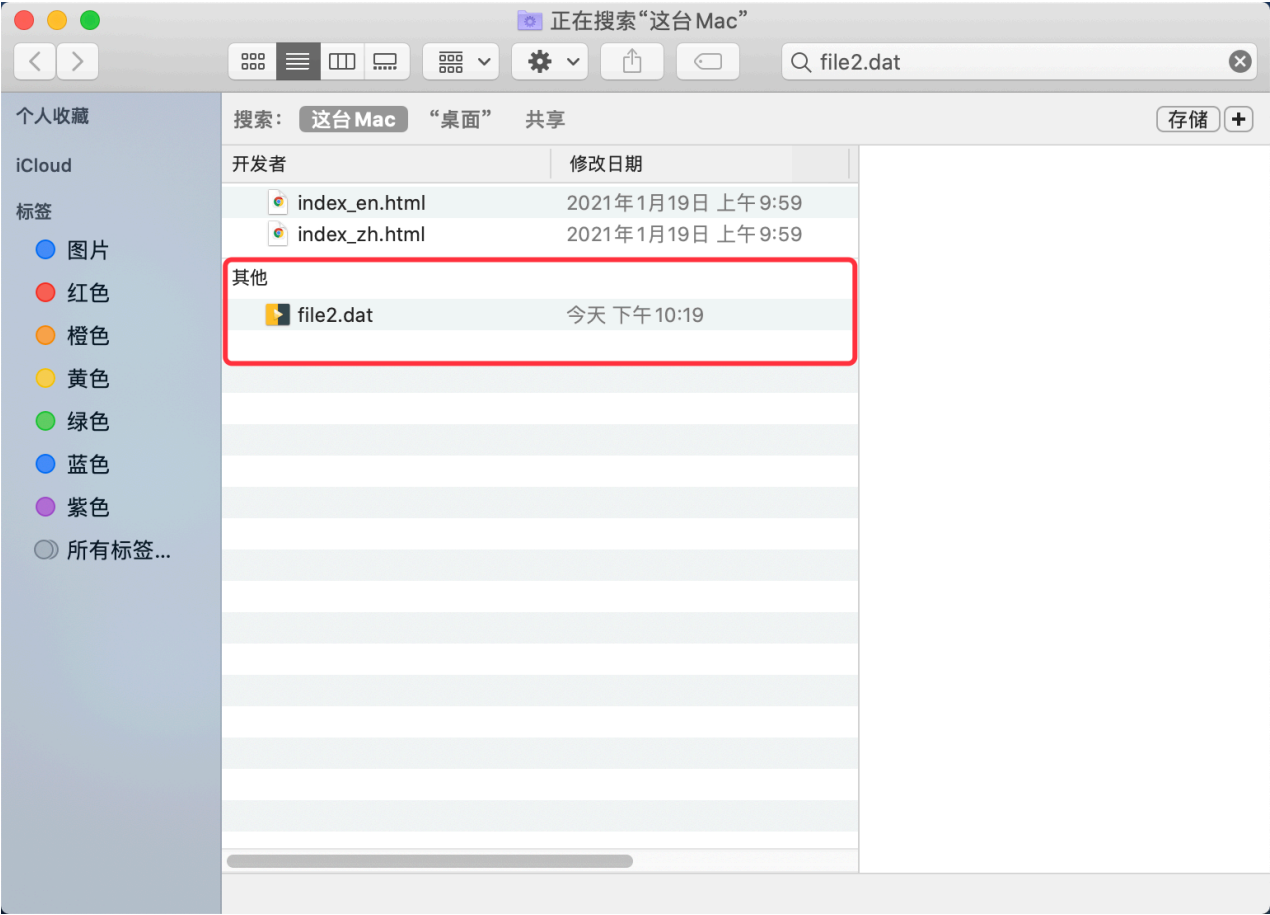 正在搜索“这台Mac”
file2.dat
个人收藏
iCloud
标签
图片
红色
橙色
黄色
绿色
蓝色
紫色
所有标签...
搜索： 这台Mac “桌面” 共享 存储 +
开发者 修改日期
index_en.html 2021年1月19日 上午9:59
index_zh.html 2021年1月19日 上午9:59
其他
file2.dat 今天 下午10:19